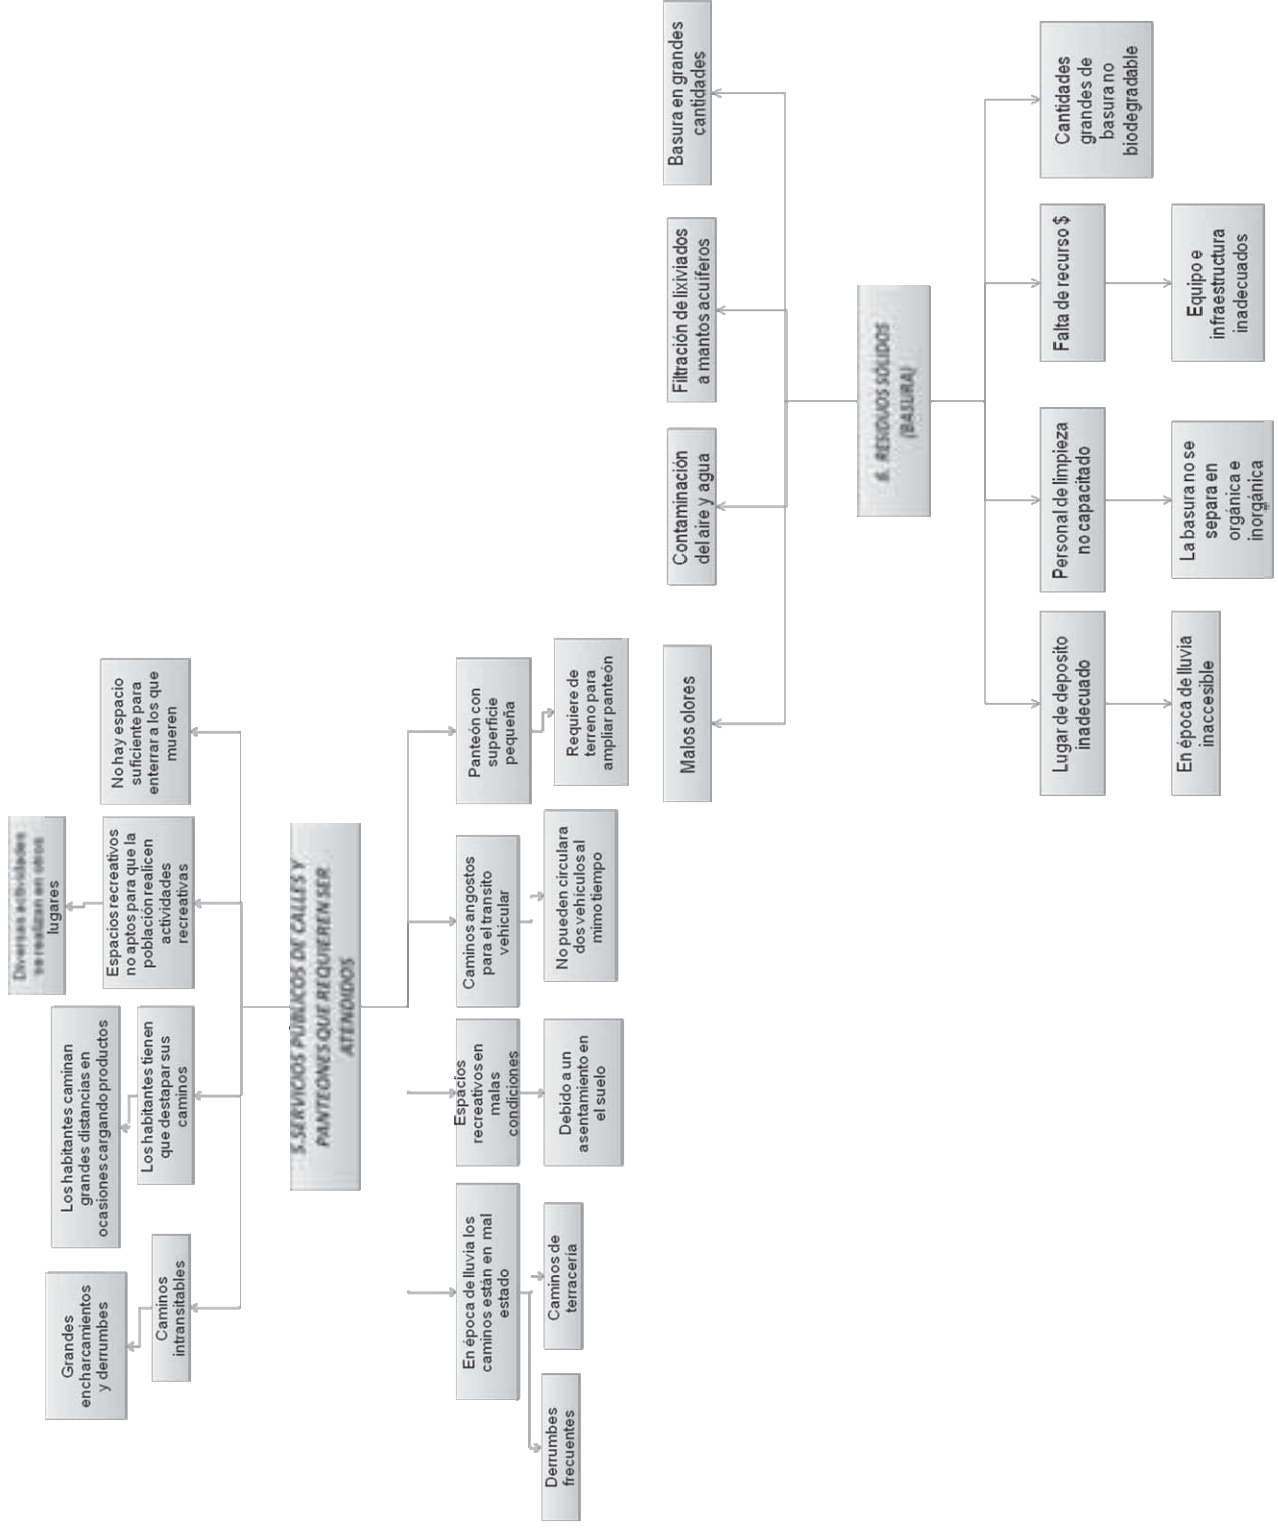 Grandes
encharcamientos
y derrumbes
Los habitantes caminan
grandes distancias en
ocasiones cargando productos
Diversas actividades
se realizan en otros
lugares
Caminos
intransitables
Los habitantes tienen
que destapar sus
caminos
Espacios recreativos
no aptos para que la
población realicen
actividades
recreativas
No hay espacio
suficiente para
enterrar a los que
mueren
5.SERVICIOS PÚBLICOS DE CALLES Y
PANTEONES QUE REQUIEREN SER
ATENDIDOS
En época de lluvia los
caminos están en mal
estado
Espacios
recreativos en
malas
condiciones
Caminos angostos
para el transito
vehicular
Panteón con
superficie
pequeña
Derrumbes
frecuentes
Caminos de
terracería
Debido a un
asentamiento en
el suelo
No pueden circulara
dos vehículos al
mimo tiempo
Requiere de
terreno para
ampliar panteón
Malos olores
Contaminación
del aire y agua
Filtración de lixiviados
a mantos acuíferos
Basura en grandes
cantidades
6. RESIDUOS SÓLIDOS
(BASURA)
Lugar de deposito
inadecuado
Personal de limpieza
no capacitado
Falta de recurso $
Cantidades
grandes de
basura no
biodegradable
En época de lluvia
inaccesible
La basura no se
separa en
orgánica e
inorgánica
Equipo e
infraestructura
inadecuados